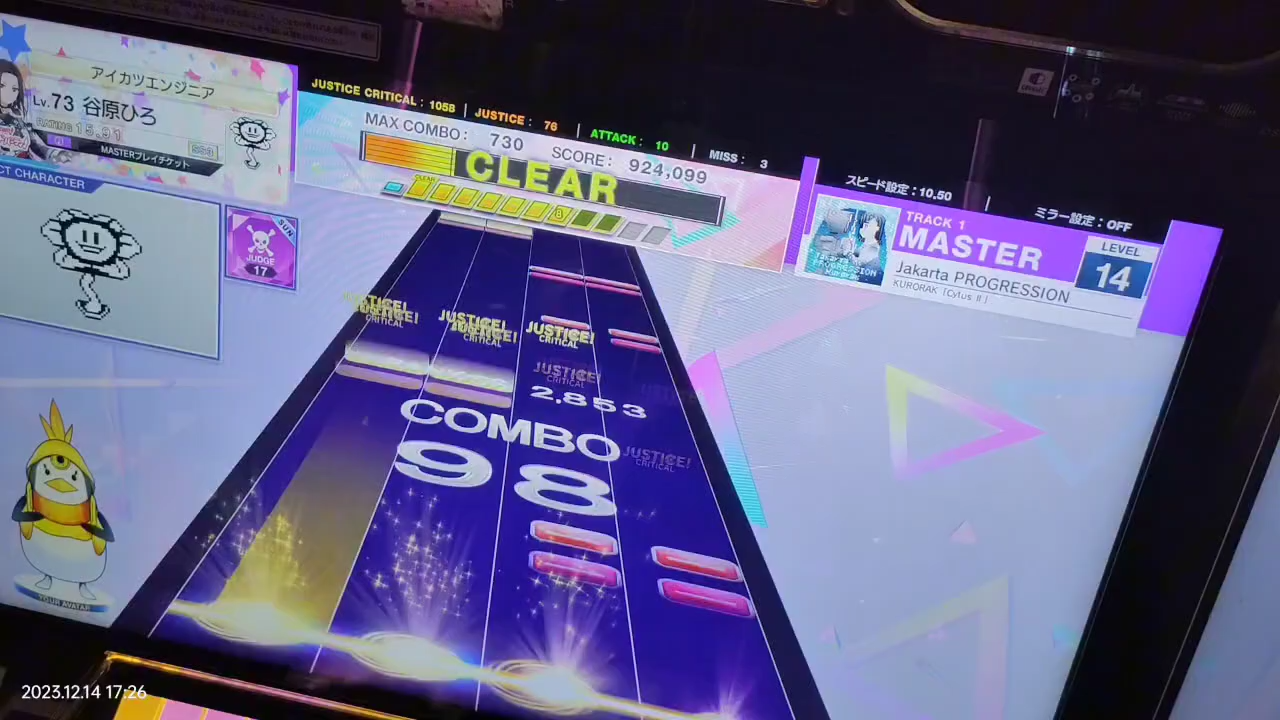 アイカツエンジニア
Lv.73 谷原ひろ
RATING 15.91
MASTERプレイチケット
CT CHARACTER
JUDGE
17
SUN
JUSTICE CRITICAL : 1058 | JUSTICE : 76 | ATTACK : 10 | MISS : 3
MAX COMBO : 730 SCORE : 924,099
CLEAR
CLEAR
スピード設定:10.50 | ミラー設定:OFF
TRACK 1
MASTER
LEVEL
14
Jakarta PROGRESSION
KURORAK「Cytus II」
JUSTICE!
JUSTICE!
CRITICAL
JUSTICE!
JUSTICE!
CRITICAL
JUSTICE!
CRITICAL
JUSTICE!
CRITICAL
2,853
COMBO
98
JUSTICE!
CRITICAL
YOUR AVATAR
2023.12.14 17:26